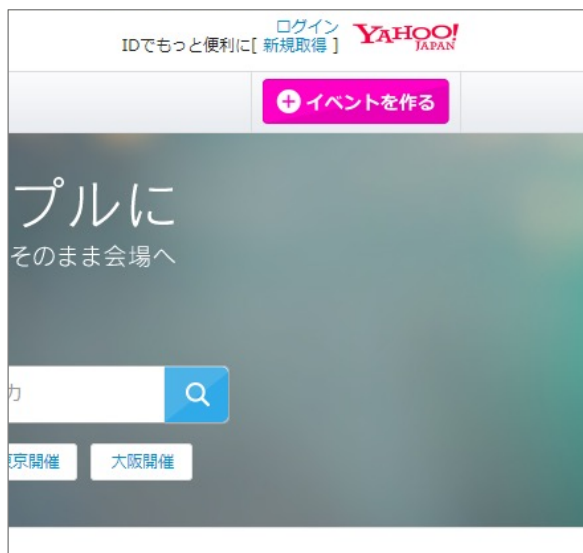 ログイン
IDでもっと便利に[ 新規取得 ]
YAHOO!
JAPAN
イベントを作る
プルに
そのまま会場へ
力
京開催
大阪開催